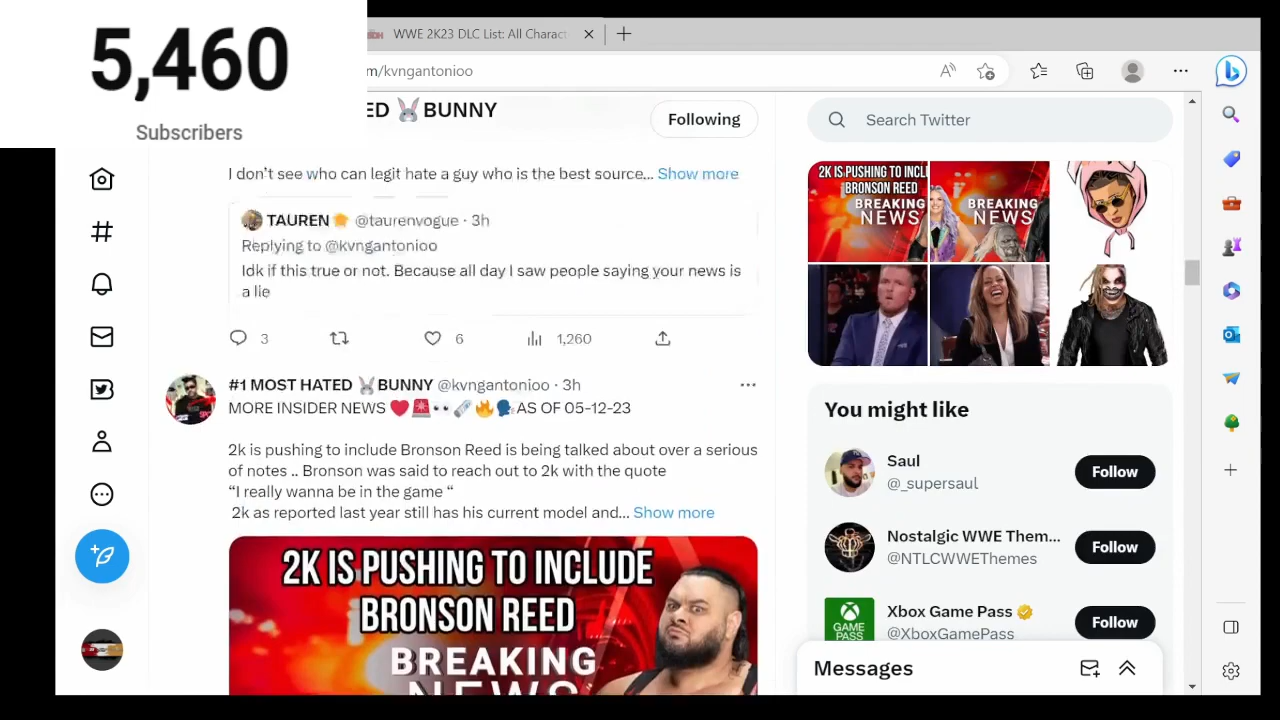 5,460
Subscribers
WWE 2K23 DLC List: All Charact
m/kvngantonioo
ED 🐰BUNNY
Following
Search Twitter
I don't see who can legit hate a guy who is the best source... Show more
TAUREN @taurenvogue · 3h
Replying to @kvngantonioo
Idk if this true or not. Because all day I saw people saying your news is
a lie
3
6
1,260
#1 MOST HATED 🐰BUNNY @kvngantonioo · 3h
MORE INSIDER NEWS ❤️🚨👀🗞️🔥🗣️AS OF 05-12-23
2k is pushing to include Bronson Reed is being talked about over a serious
of notes .. Bronson was said to reach out to 2k with the quote
“I really wanna be in the game “
2k as reported last year still has his current model and... Show more
2K IS PUSHING TO INCLUDE
BRONSON REED
BREAKING
NEWS
2K IS PUSHING TO INCLU
BRONSON REED
BREAKING
NEWS
BREAKING
NEWS
You might like
Saul
@_supersaul
Follow
Nostalgic WWE Them...
@NTLCWWEThemes
Follow
Xbox Game Pass
@XboxGamePass
Follow
GAME
PASS
Messages